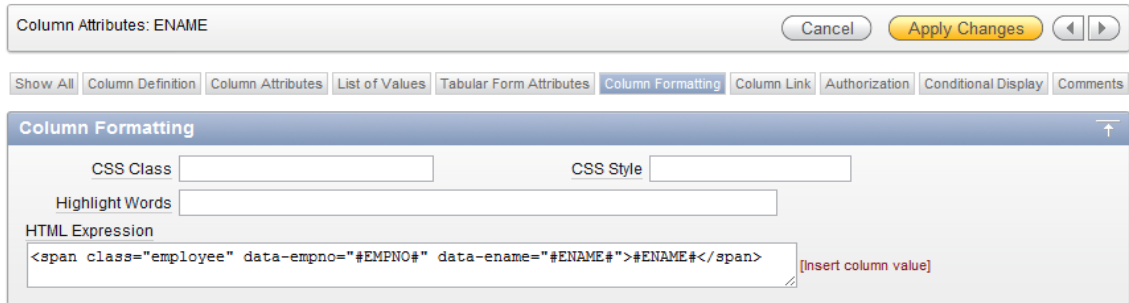 Column Attributes: ENAME Cancel Apply Changes
Show All Column Definition Column Attributes List of Values Tabular Form Attributes Column Formatting Column Link Authorization Conditional Display Comments
Column Formatting
CSS Class CSS Style
Highlight Words
HTML Expression
<span class="employee" data-empno="#EMPNO#" data-ename="#ENAME#">#ENAME#</span>
[Insert column value]